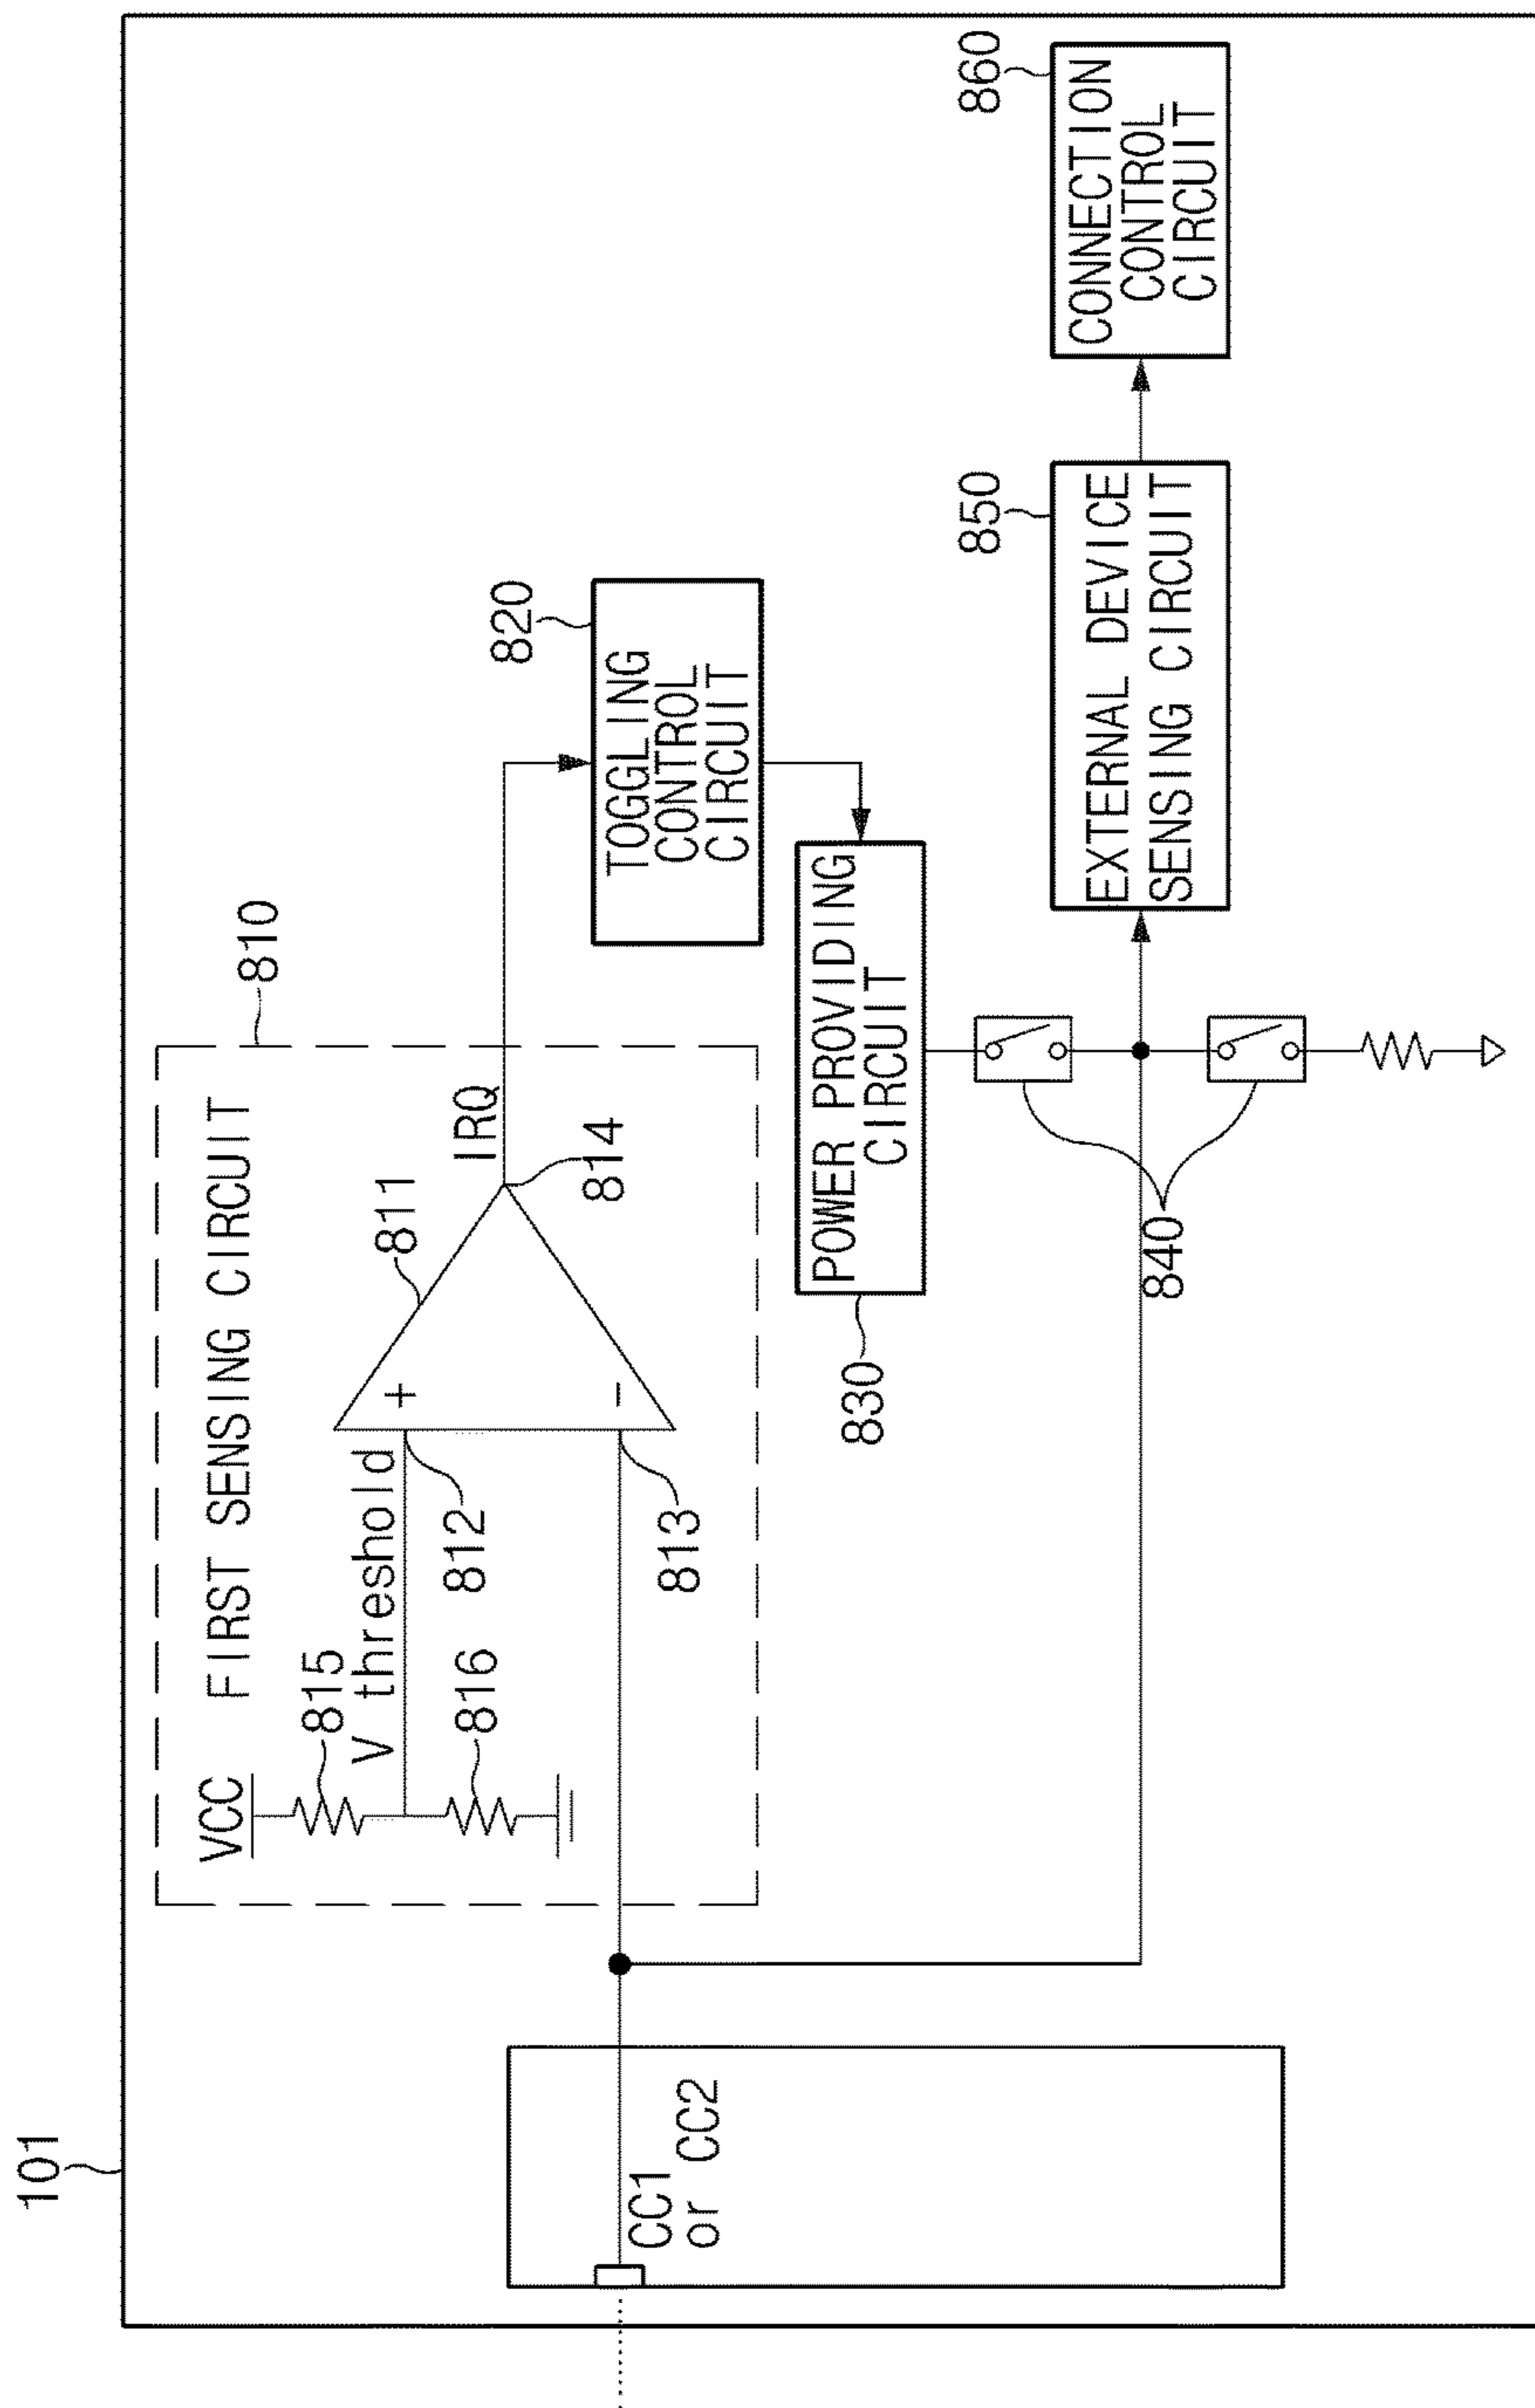 101
FIRST SENSING CIRCUIT
810
VCC
815
V threshold
816
812
813
811
814
IRQ
TOGGLING
CONTROL
CIRCUIT
820
POWER PROVIDING
CIRCUIT
830
840
EXTERNAL DEVICE
SENSING CIRCUIT
850
CONNECTION
CONTROL
CIRCUIT
860
CC1
or CC2
+
-